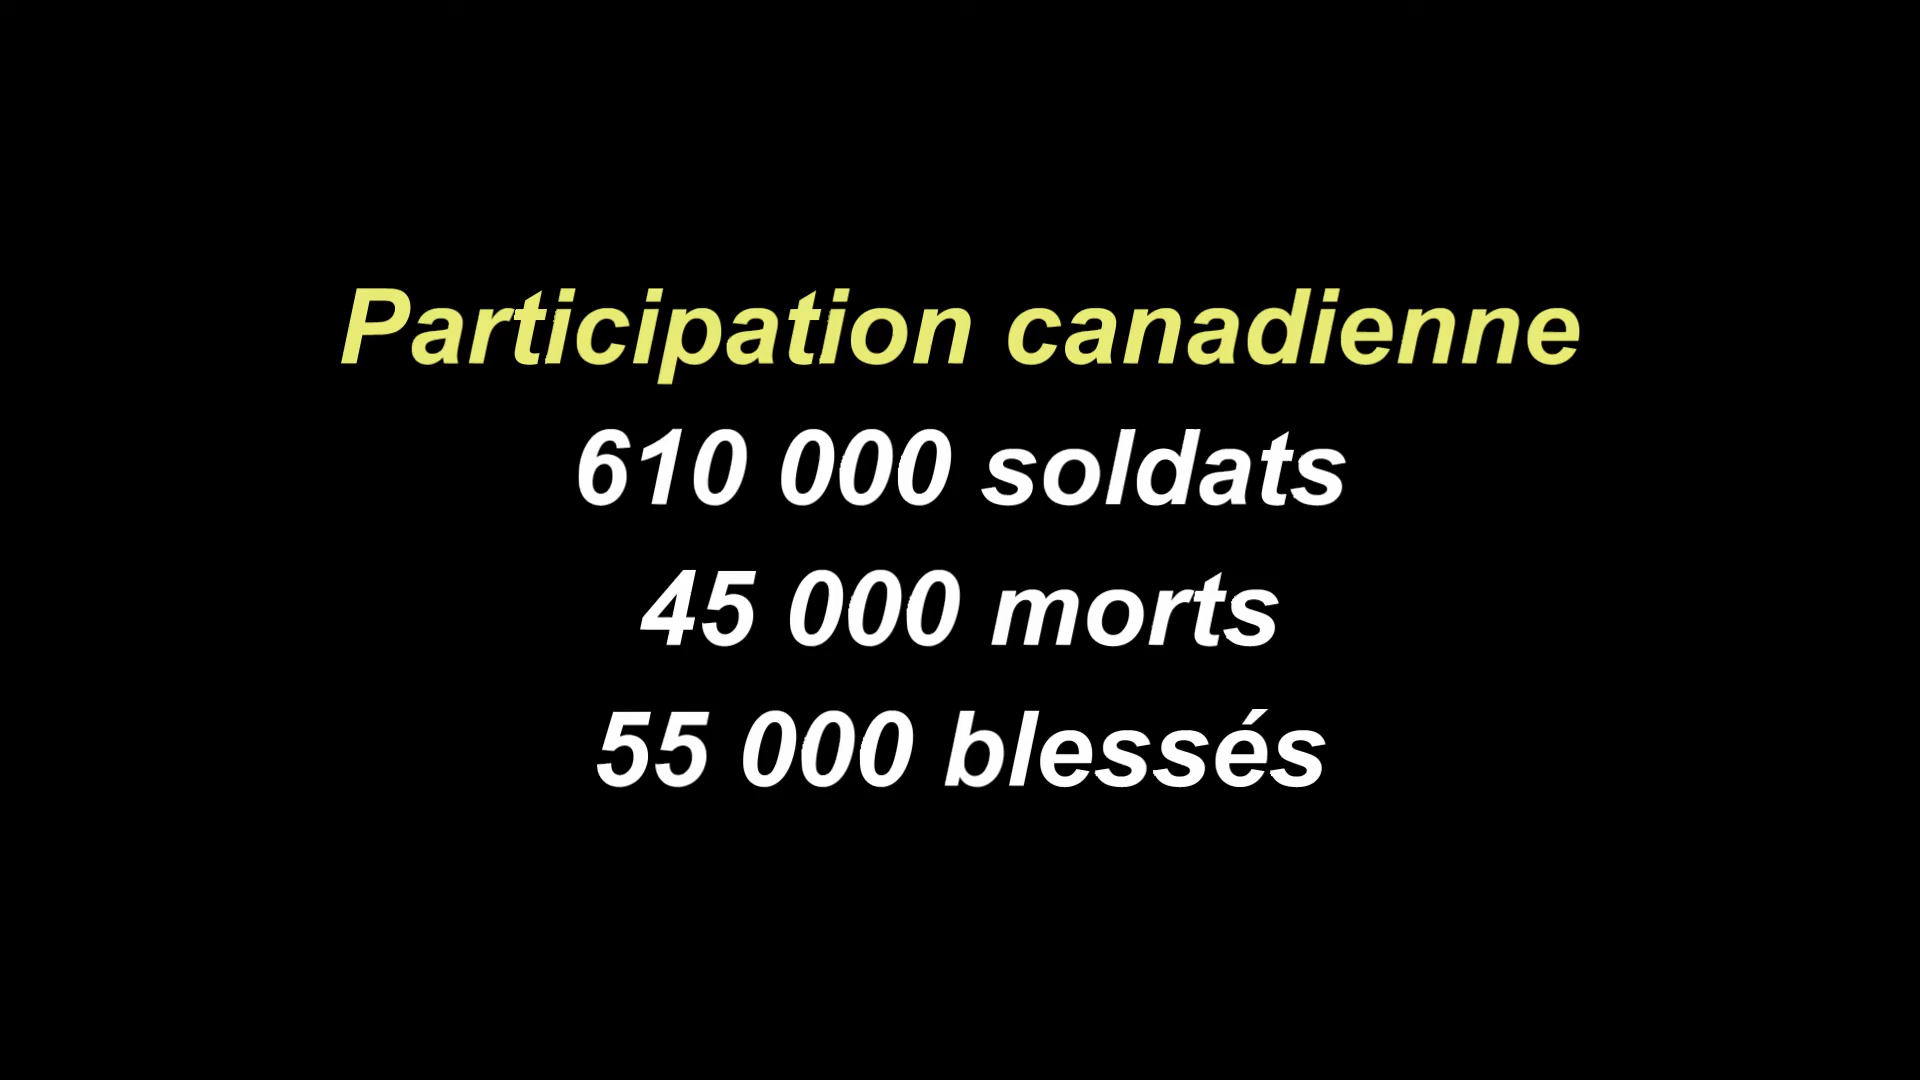 Participation canadienne
610 000 soldats
45 000 morts
55 000 blessés